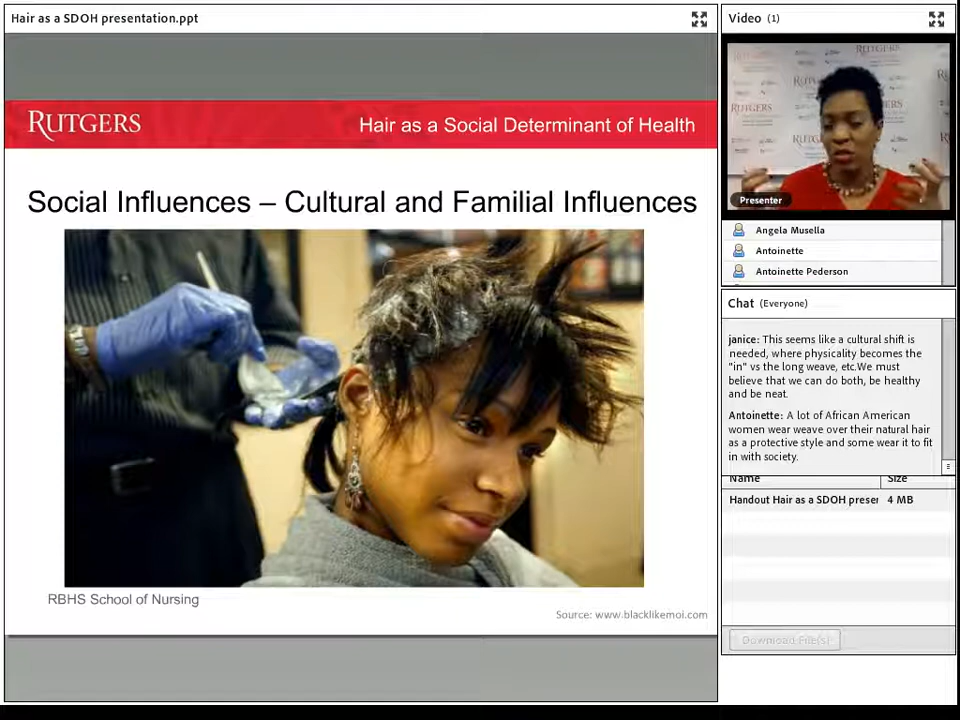 Hair as a SDOH presentation.ppt
RUTGERS
Hair as a Social Determinant of Health
Social Influences – Cultural and Familial Influences
RBHS School of Nursing
Source: www.blacklikemoi.com
Video (1)
RUTGERS
RUTGERS
Presenter
Angela Musella
Antoinette
Antoinette Pederson
Chat (Everyone)
janice: This seems like a cultural shift is
needed, where physicality becomes the
"in" vs the long weave, etc.We must
believe that we can do both, be healthy
and be neat.
Antoinette: A lot of African American
women wear weave over their natural hair
as a protective style and some wear it to fit
in with society.
Name Size
Handout Hair as a SDOH preser 4 MB
Download File(s)